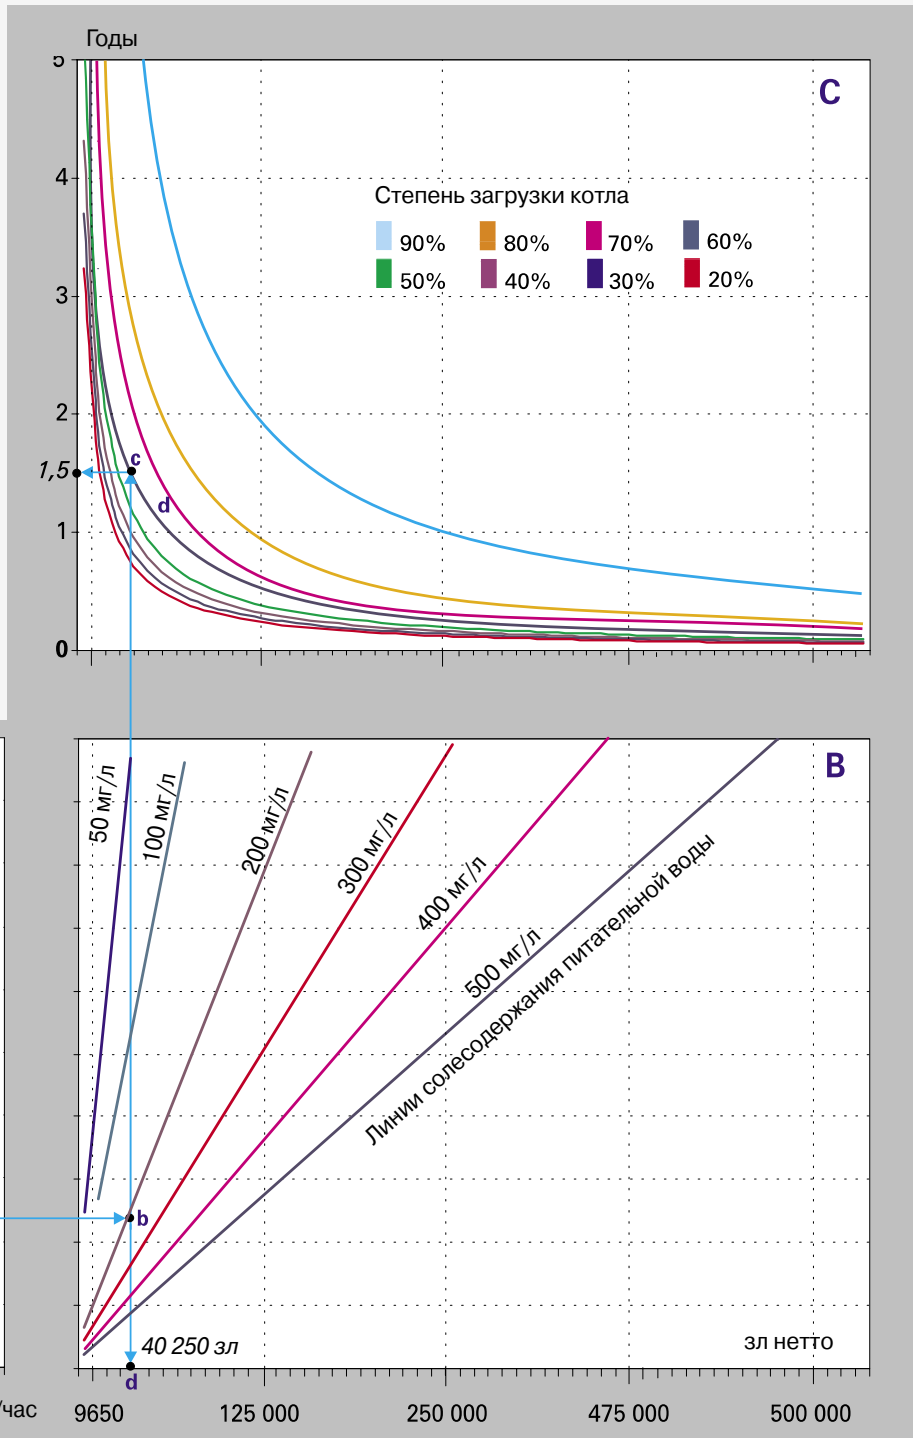 Годы
5
C
4
Степень загрузки котла
90% 80% 70% 60%
50% 40% 30% 20%
3
2
c
1,5
d
1
0
B
50 мг/л
100 мг/л
200 мг/л
300 мг/л
400 мг/л
500 мг/л
Линии солесодержания питательной воды
b
40 250 зл
зл нетто
d
/час
9650 125 000 250 000 475 000 500 000